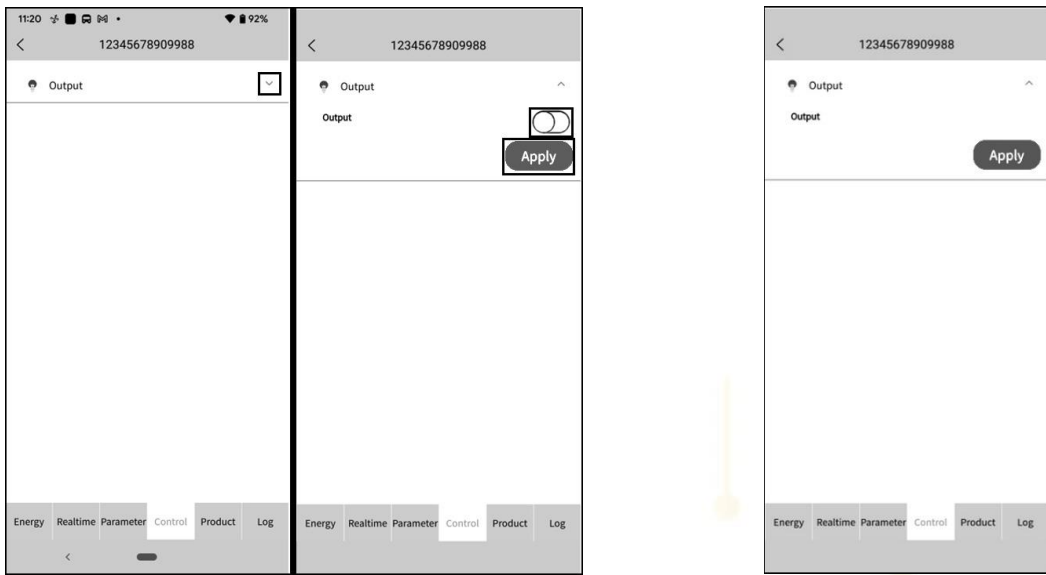 11:20 92%
12345678909988
Output
Energy Realtime Parameter Control Product Log
12345678909988
Output
Output
Apply
Energy Realtime Parameter Control Product Log
12345678909988
Output
Output
Apply
Energy Realtime Parameter Control Product Log